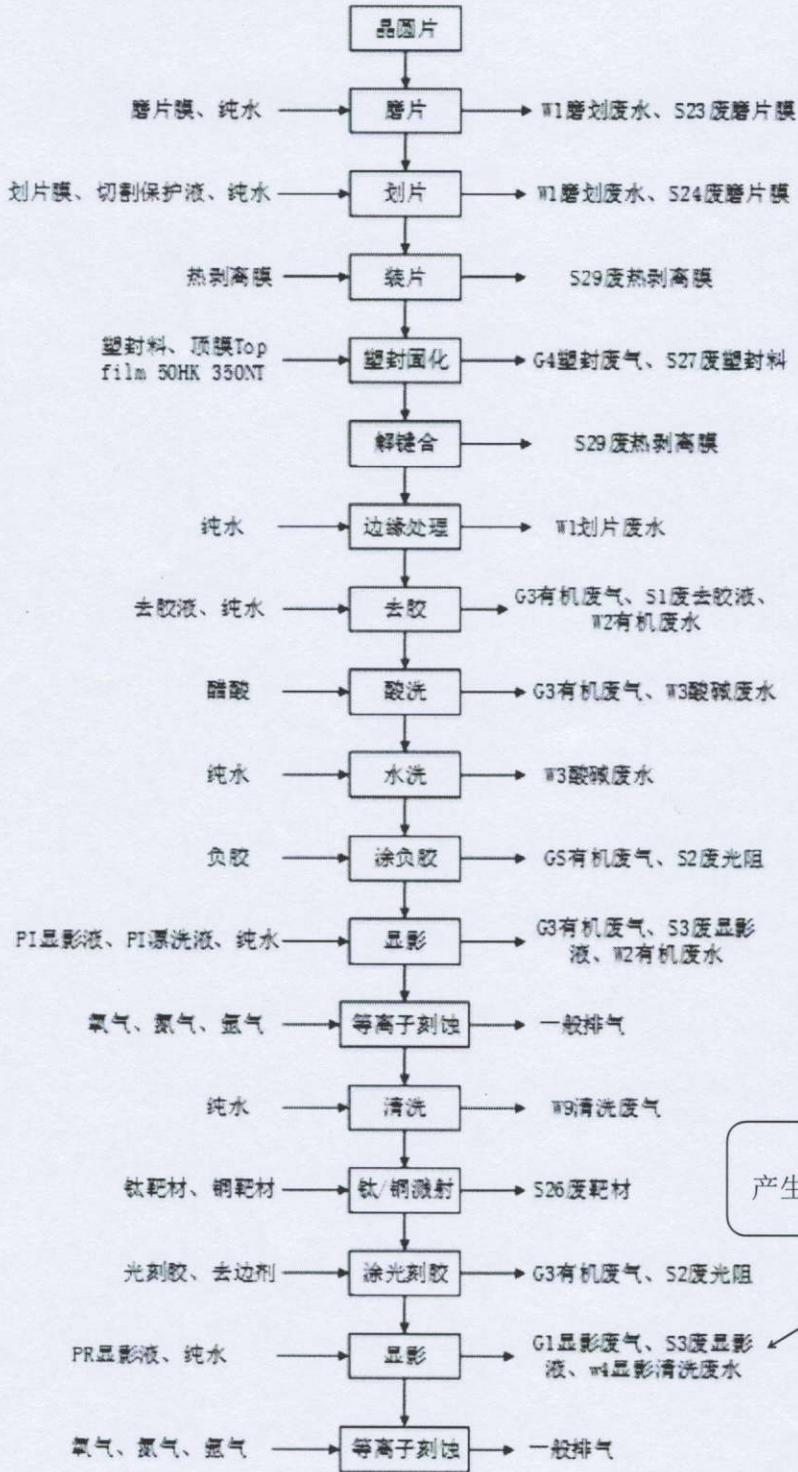 晶圆片
磨片膜、纯水 磨片 W1磨划废水、S23废磨片膜
划片膜、切割保护液、纯水 划片 W1磨划废水、S24废磨片膜
热剥离膜 装片 S29废热剥离膜
塑封料、顶膜Top
film 50HK 350NT 塑封固化 G4塑封废气、S27废塑封料
解键合 S29废热剥离膜
纯水 边缘处理 W1划片废水
去胶液、纯水 去胶 G3有机废气、S1废去胶液、
W2有机废水
醋酸 酸洗 G3有机废气、W3酸碱废水
纯水 水洗 W3酸碱废水
负胶 涂负胶 GS有机废气、S2废光阻
PI显影液、PI漂洗液、纯水 显影 G3有机废气、S3废显影
液、W2有机废水
氧气、氮气、氩气 等离子刻蚀 一般排气
纯水 清洗 W9清洗废气
钛靶材、铜靶材 钛/铜溅射 S26废靶材
产生
光刻胶、去边剂 涂光刻胶 G3有机废气、S2废光阻
PR显影液、纯水 显影 G1显影废气、S3废显影
液、w4显影清洗废水
氧气、氮气、氩气 等离子刻蚀 一般排气